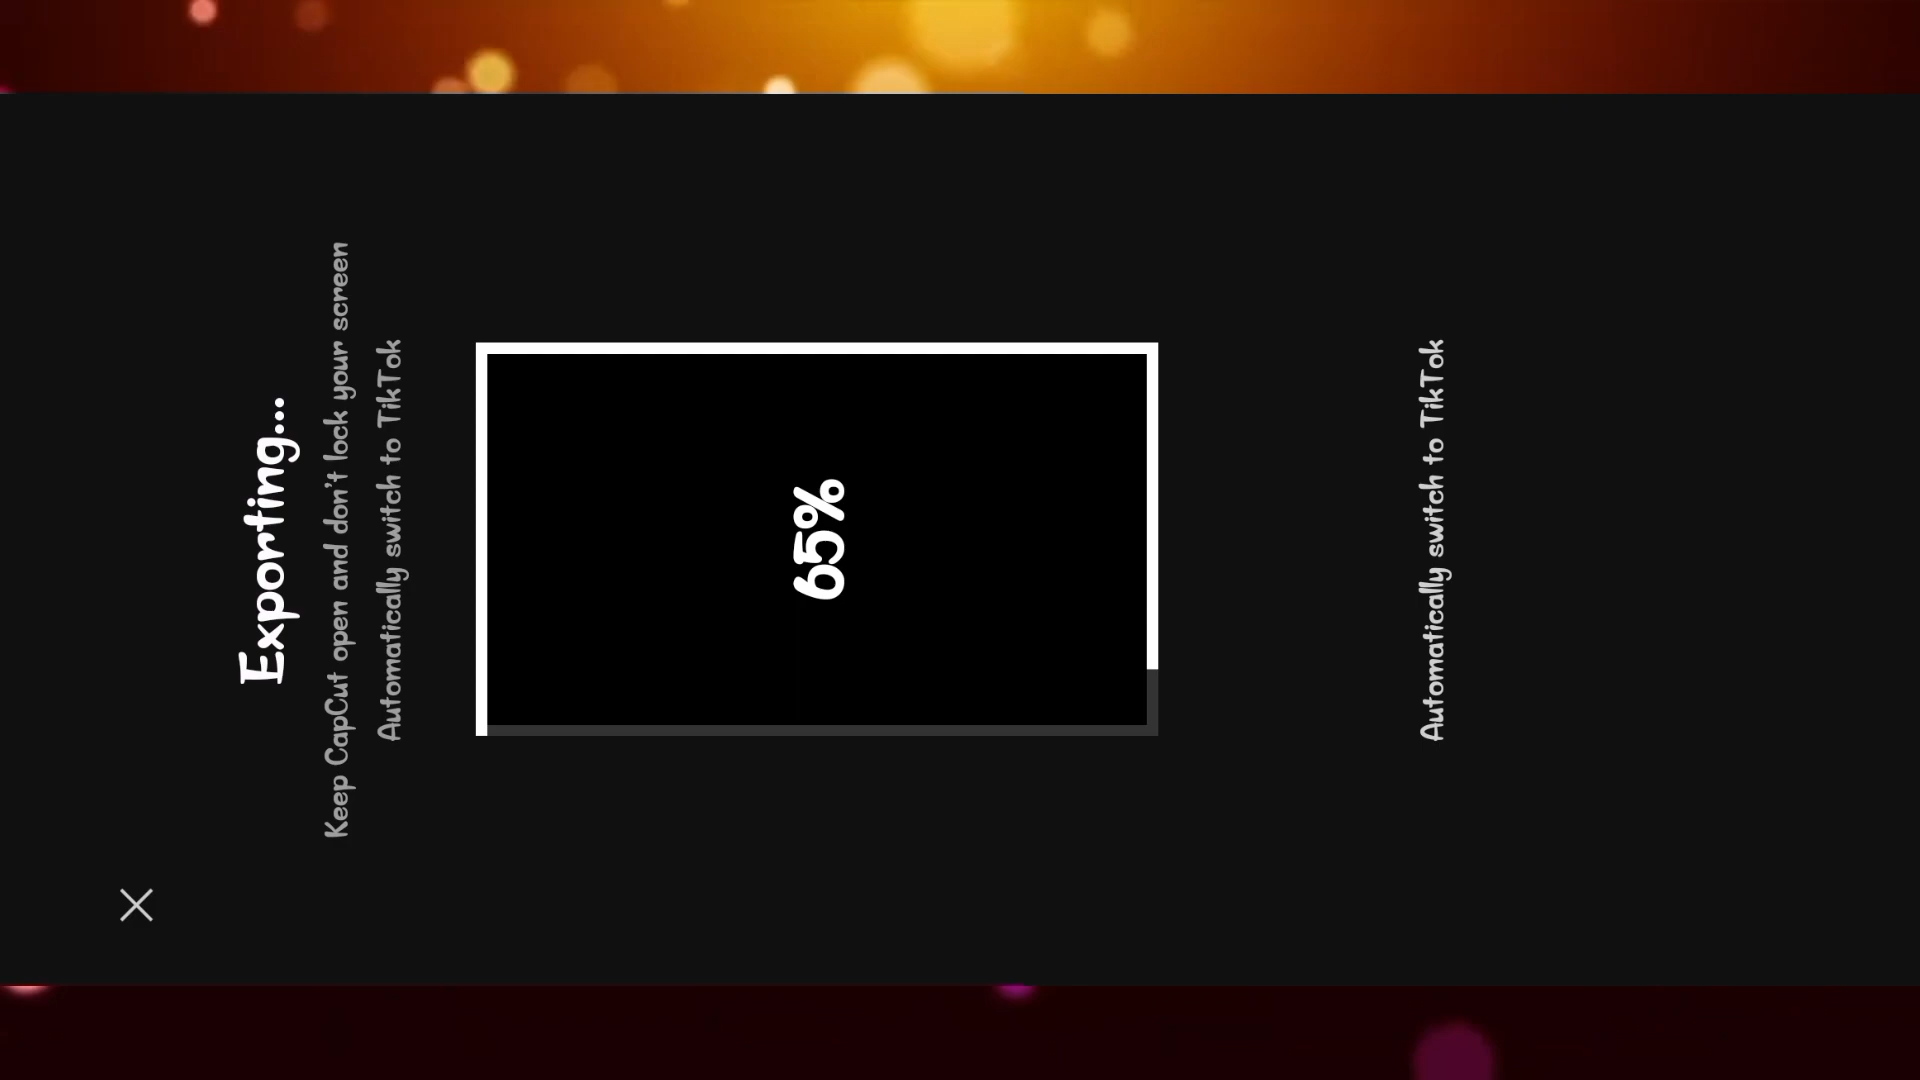 Exporting...
Keep CapCut open and don't lock your screen
Automatically switch to TikTok
65%
Automatically switch to TikTok